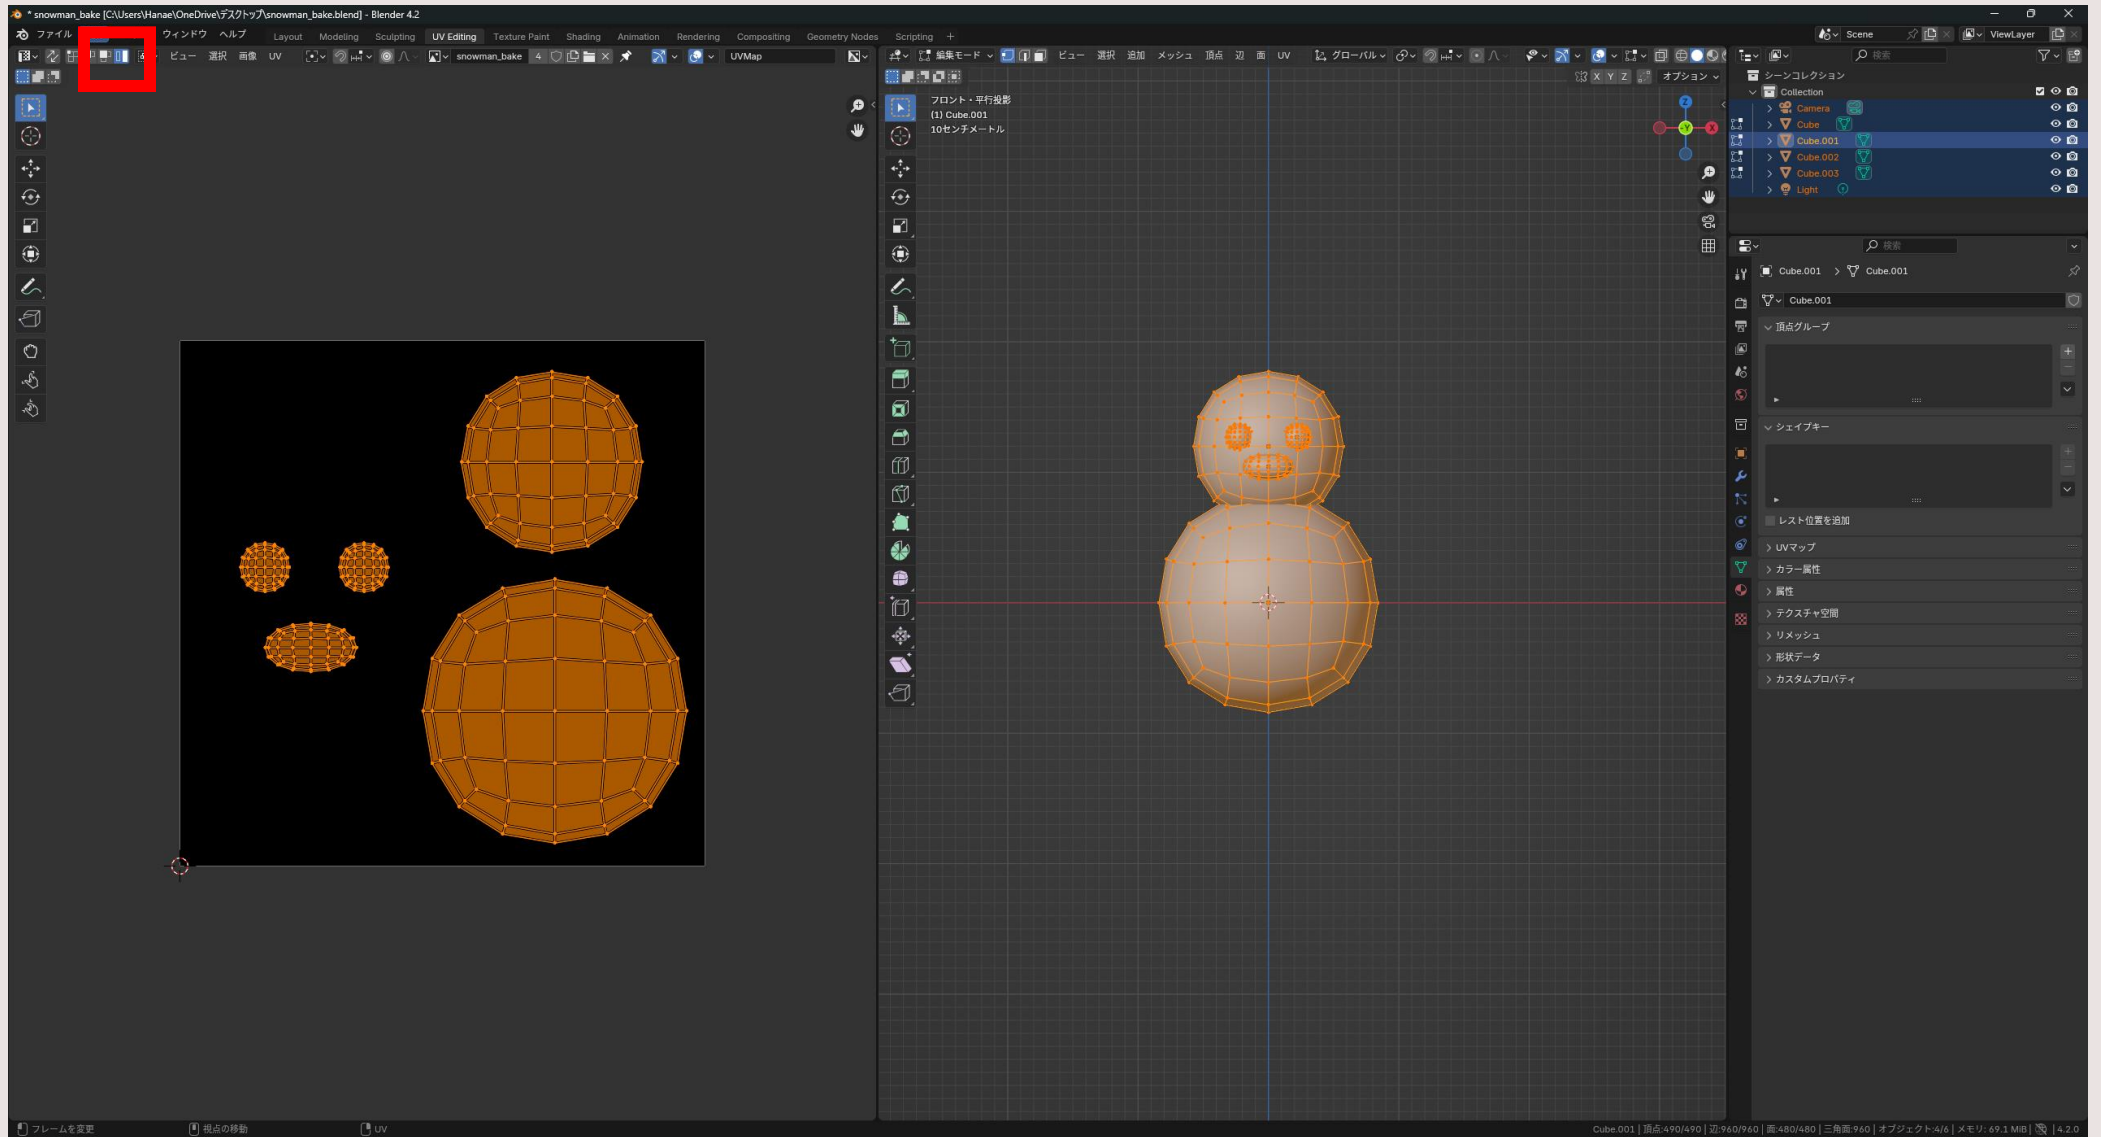 * snowman_bake [C:\Users\Hanae\OneDrive\デスクトップ\snowman_bake.blend] - Blender 4.2
ファイル ウィンドウ ヘルプ Layout Modeling Sculpting UV Editing Texture Paint Shading Animation Rendering Compositing Geometry Nodes Scripting + Scene ViewLayer
ビュー 選択 画像 UV snowman_bake 4 UVMap
編集モード ビュー 選択 追加 メッシュ 頂点 辺 面 UV グローバル 検索
X Y Z オプション
フロント・平行投影
(1) Cube.001
10センチメートル
Z
-Y
X
シーンコレクション
Collection
Camera
Cube
Cube.001
Cube.002
Cube.003
Light
検索
Cube.001 > Cube.001
Cube.001
頂点グループ
シェイプキー
レスト位置を追加
UVマップ
カラー属性
属性
テクスチャ空間
リメッシュ
形状データ
カスタムプロパティ
フレームを変更 視点の移動 UV
Cube.001 | 頂点:490/490 | 辺:960/960 | 面:480/480 | 三角面:960 | オブジェクト:4/6 | メモリ: 69.1 MiB | 4.2.0